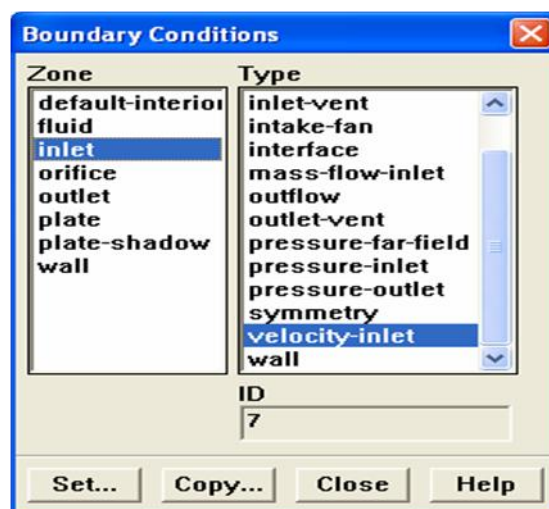 Boundary Conditions
Zone
default-interior
fluid
inlet
orifice
outlet
plate
plate-shadow
wall
Type
inlet-vent
intake-fan
interface
mass-flow-inlet
outflow
outlet-vent
pressure-far-field
pressure-inlet
pressure-outlet
symmetry
velocity-inlet
wall
ID
7
Set...
Copy...
Close
Help